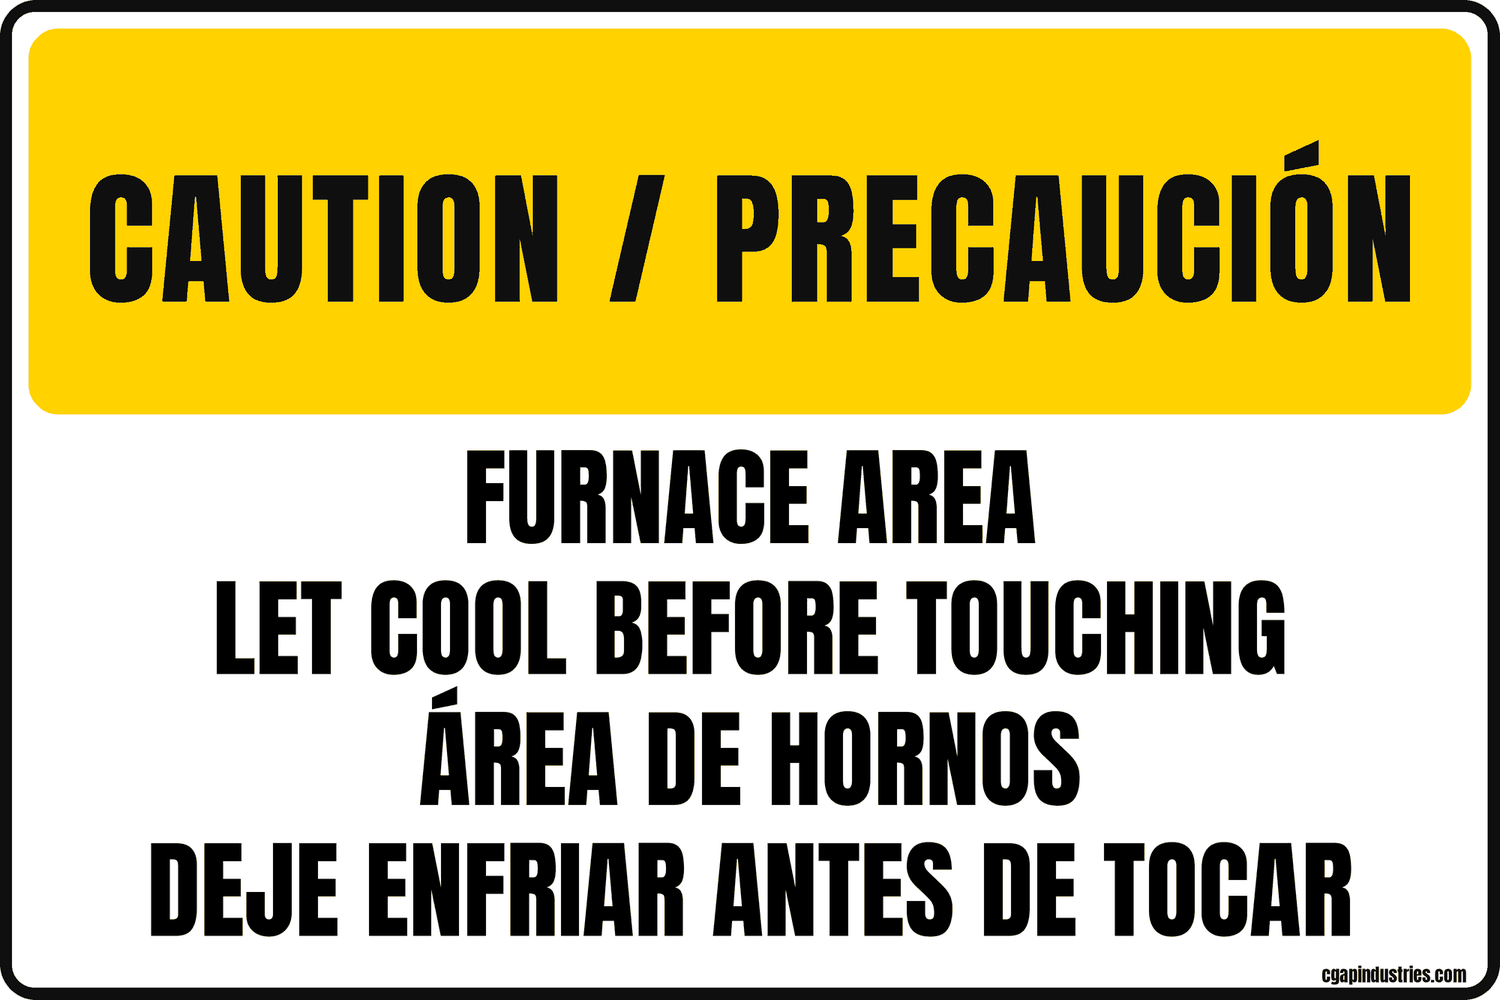 CAUTION / PRECAUCIÓN
FURNACE AREA
LET COOL BEFORE TOUCHING
ÁREA DE HORNOS
DEJE ENFRIAR ANTES DE TOCAR
cgapindustries.com